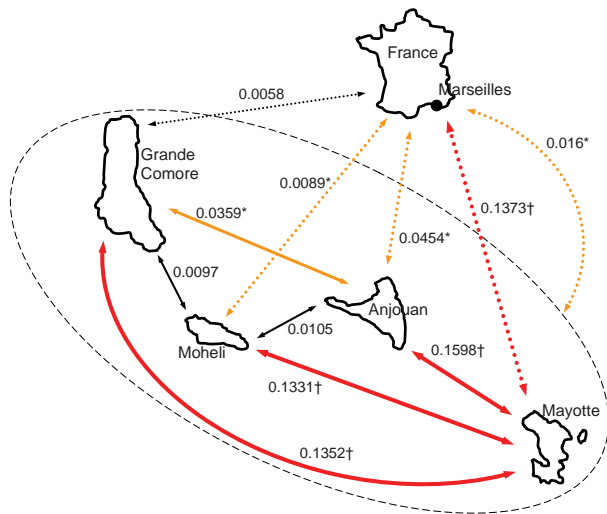 France
Marseilles
0.0058
0.016*
Grande
Comore
0.0089*
0.1373†
0.0359*
0.0454*
0.0097
Anjouan
0.0105
Moheli
0.1598†
0.1331†
Mayotte
0.1352†